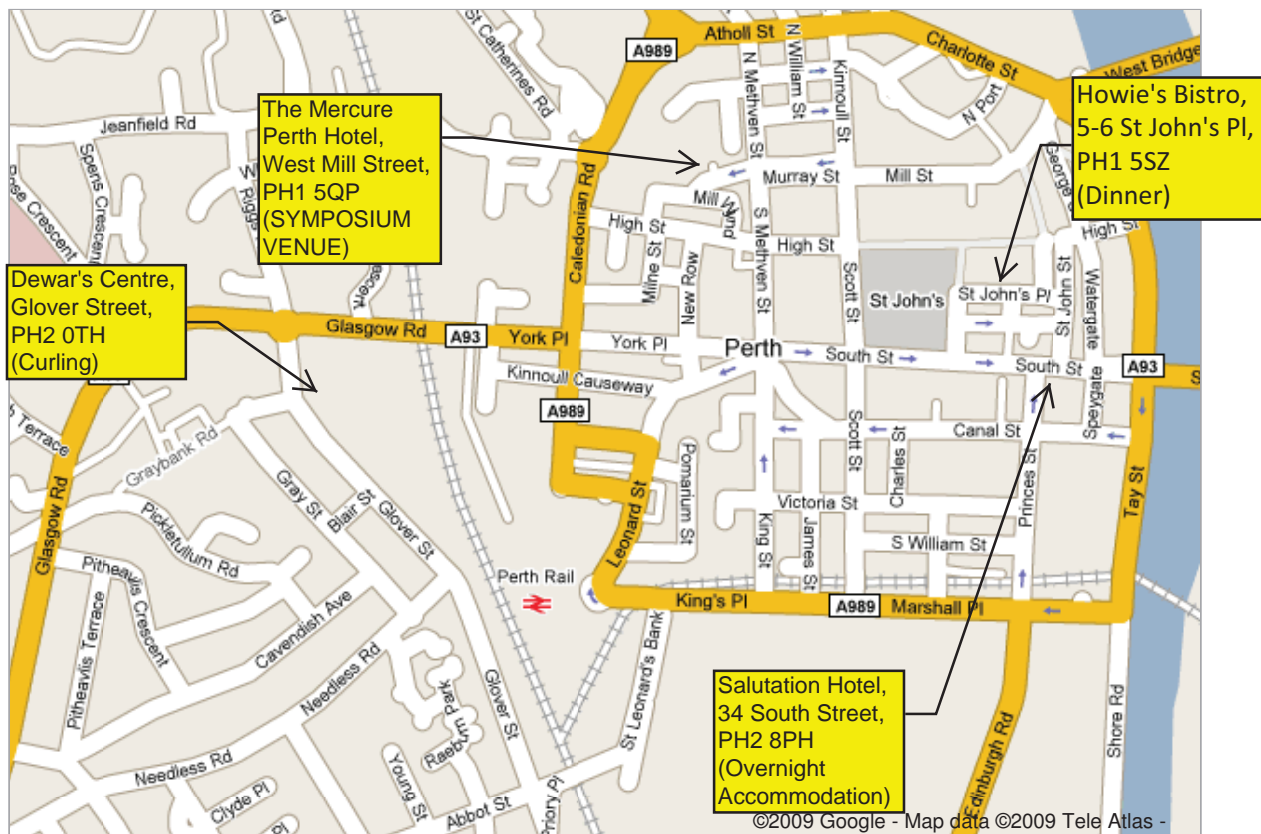 Atholl St
A989
Charlotte St
West Bridge
St Catherines Rd
N Methven St
N William St
Kinnoull St
N Port
The Mercure
Perth Hotel,
West Mill Street,
PH1 5QP
(SYMPOSIUM
VENUE)
Howie's Bistro,
5-6 St John's Pl,
PH1 5SZ
(Dinner)
Jeanfield Rd
Spens Crescent
Rose Crescent
Caledonian Rd
Murray St
Mill St
Mill Wynd
George
High St
High St
High St
Milne St
New Row
S Methven St
Scott St
St John's
St John's Pl
St John St
Watergate
Dewar's Centre,
Glover Street,
PH2 0TH
(Curling)
Glasgow Rd
A93
York Pl
York Pl
Perth
South St
South St
A93
Speygate
Kinnoull Causeway
A989
Canal St
Scott St
Charles St
Princes St
Tay St
Graybank Rd
Gray St
Blair St
Glover St
Pomarium St
Leonard St
Victoria St
King St
James St
S William St
Glasgow Rd
Pickletullum Rd
Pitheavlis Crescent
Pitheavlis Terrace
Cavendish Ave
Needless Rd
Perth Rail
King's Pl
A989
Marshall Pl
St Leonard's Bank
Glover St
Raeburn Park
Needless Rd
Clyde Pl
Young St
Abbot St
Priory Pl
Edinburgh Rd
Shore Rd
Salutation Hotel,
34 South Street,
PH2 8PH
(Overnight
Accommodation)
©2009 Google - Map data ©2009 Tele Atlas -